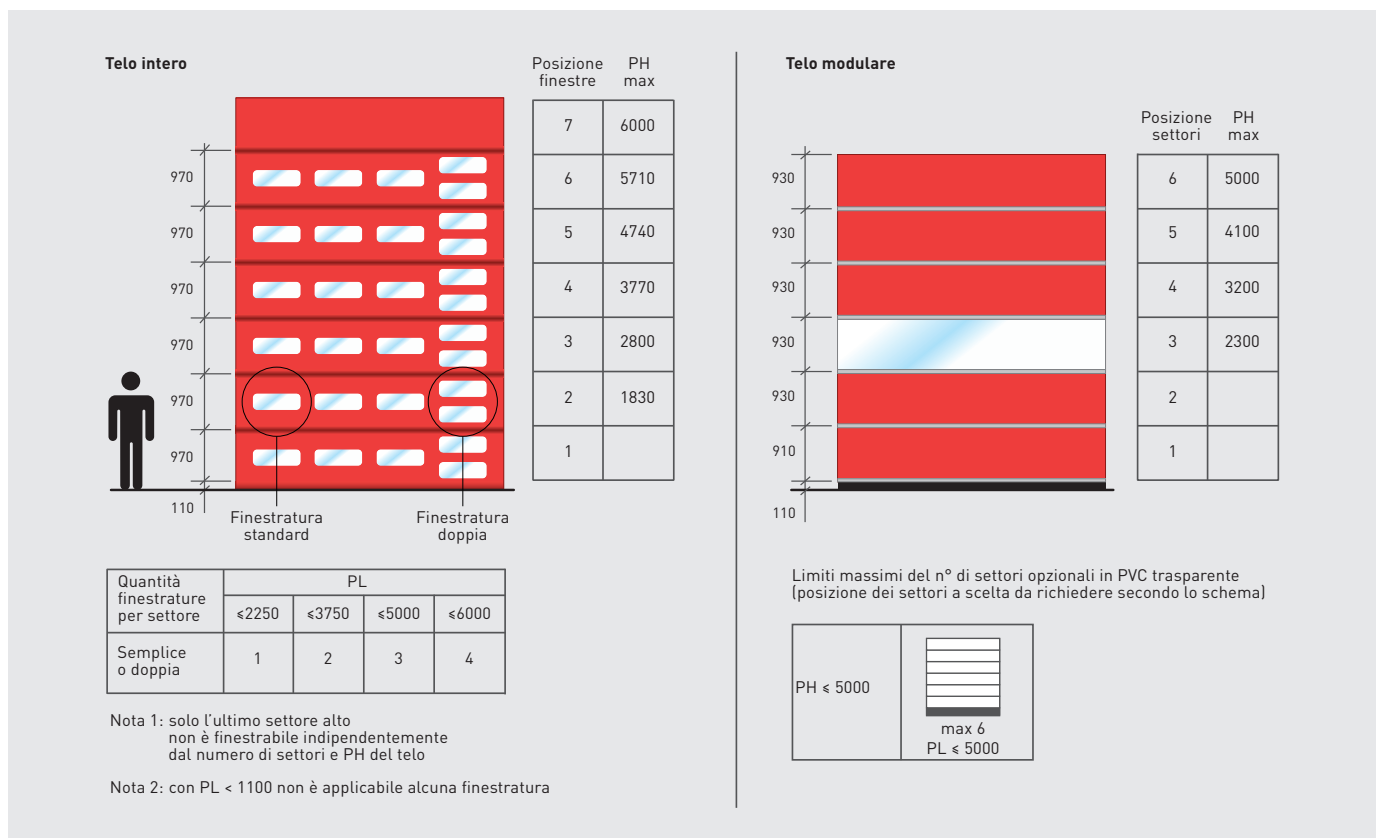 Telo intero
Posizione finestre
PH max
7 6000
970 6 5710
970 5 4740
970 4 3770
970 3 2800
970 2 1830
970 1
110
Finestratura
standard
Finestratura
doppia
Quantità
finestrature
per settore
PL
≤2250 ≤3750 ≤5000 ≤6000
Semplice
o doppia
1 2 3 4
Nota 1: solo l'ultimo settore alto
non è finestrabile indipendentemente
dal numero di settori e PH del telo
Nota 2: con PL < 1100 non è applicabile alcuna finestratura
Telo modulare
Posizione settori
PH max
930 6 5000
930 5 4100
930 4 3200
930 3 2300
930 2
910 1
110
Limiti massimi del n° di settori opzionali in PVC trasparente
(posizione dei settori a scelta da richiedere secondo lo schema)
PH ≤ 5000
max 6
PL ≤ 5000